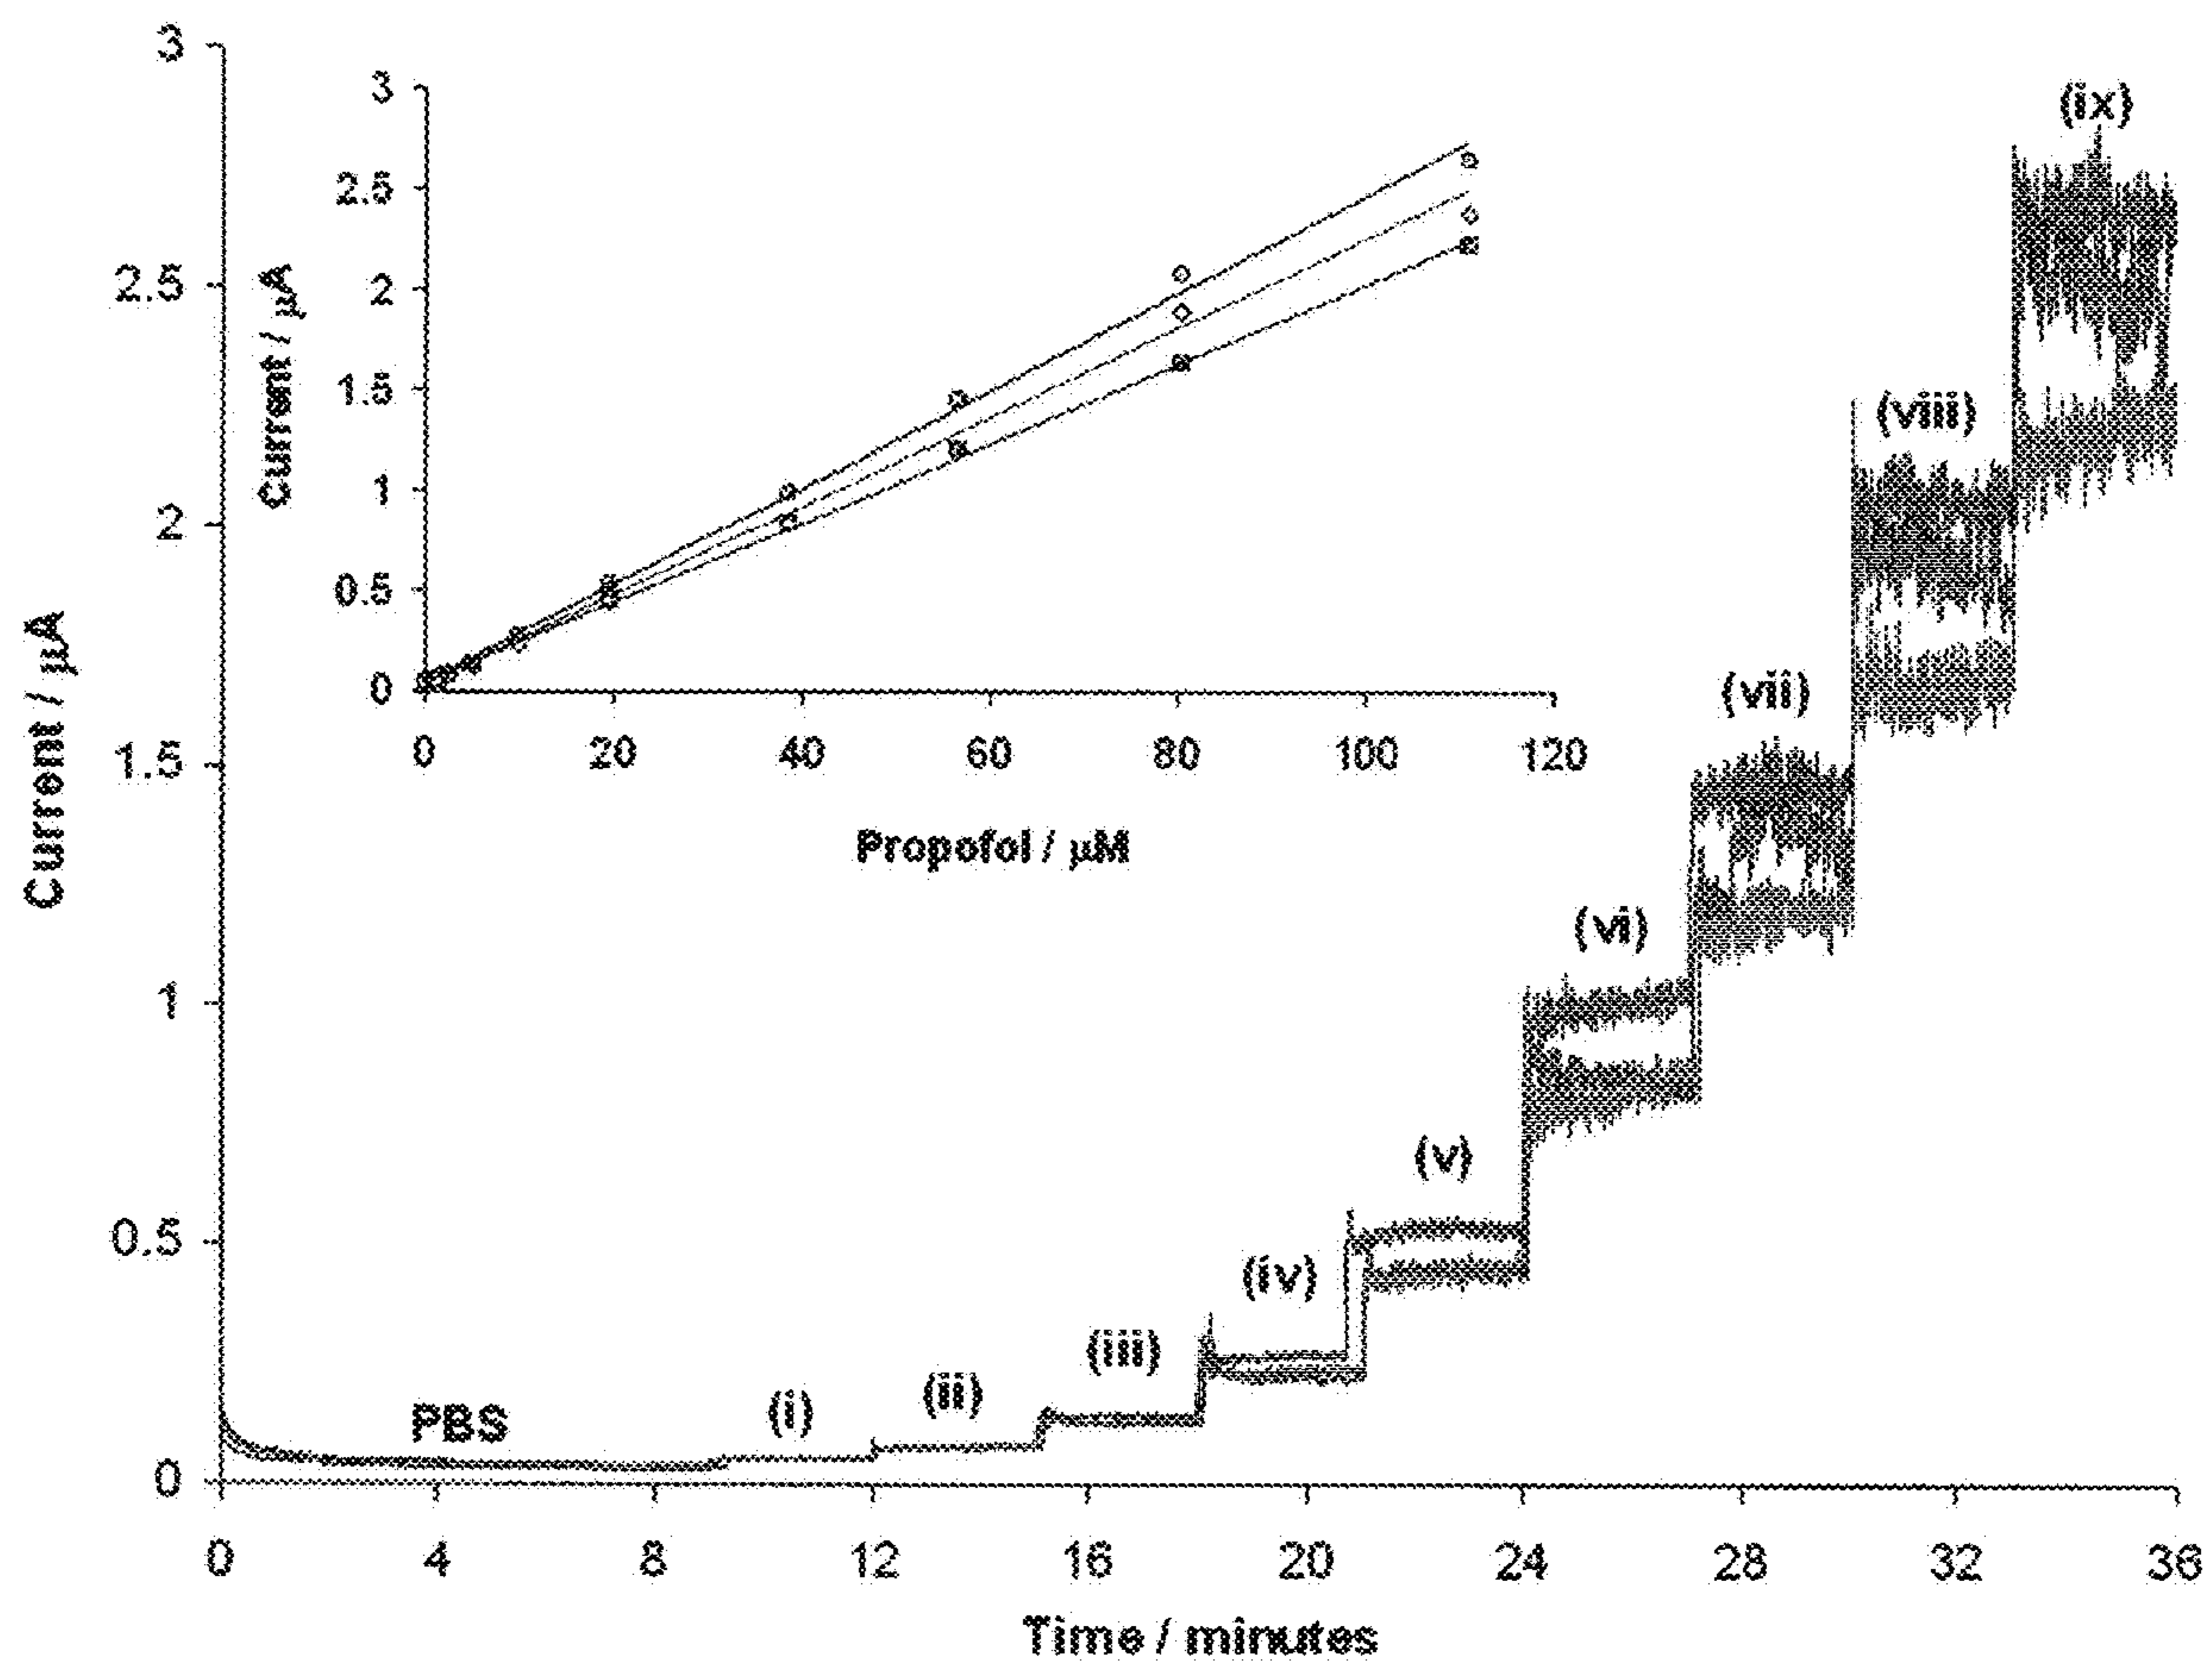 3
2.5
2
1.5
1
0.5
0
Current / µA
0
4
8
12
16
20
24
28
32
36
Time / minutes
PBS
(i)
(ii)
(iii)
(iv)
(v)
(vi)
(vii)
(viii)
(ix)
3
2.5
2
1.5
1
0.5
0
Current / µA
0
20
40
60
80
100
120
Propofol / µM